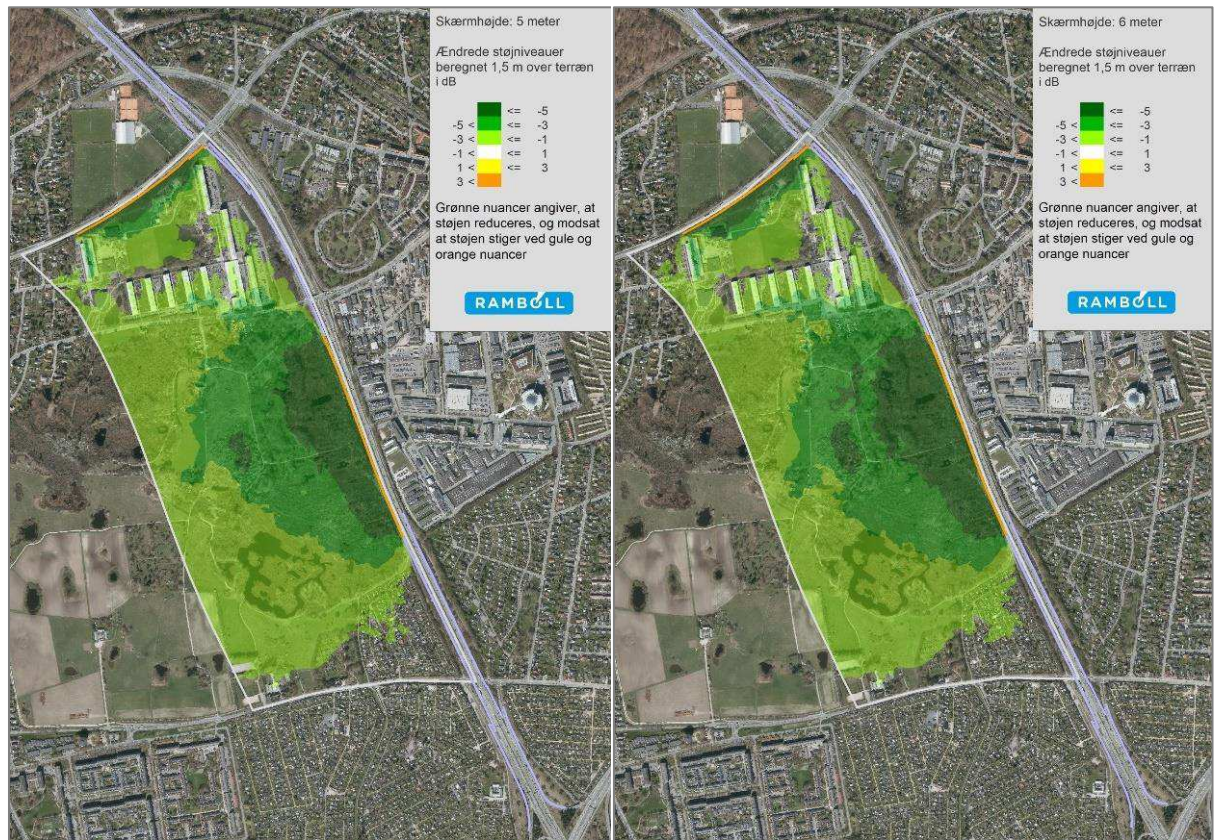 Skærmhøjde: 5 meter
Ændrede støjniveauer
beregnet 1,5 m over terræn
i dB
<= -5
-5 < <= -3
-3 < <= -1
-1 < <= 1
1 < <= 3
3 <
Grønne nuancer angiver, at
støjen reduceres, og modsat
at støjen stiger ved gule og
orange nuancer
RAMBOLL
Skærmhøjde: 6 meter
Ændrede støjniveauer
beregnet 1,5 m over terræn
i dB
<= -5
-5 < <= -3
-3 < <= -1
-1 < <= 1
1 < <= 3
3 <
Grønne nuancer angiver, at
støjen reduceres, og modsat
at støjen stiger ved gule og
orange nuancer
RAMBOLL